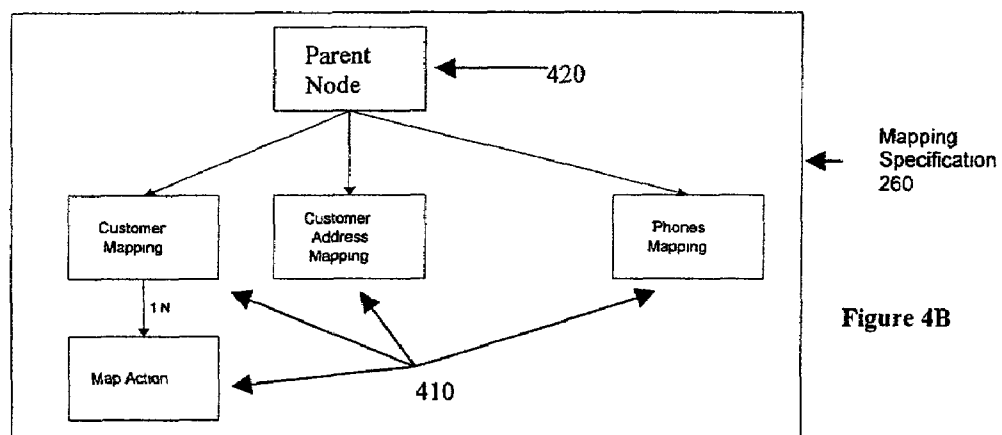 Parent
Node
420
Mapping
Specification
260
Customer
Mapping
Customer
Address
Mapping
Phones
Mapping
1 N
Figure 4B
Map Action
410